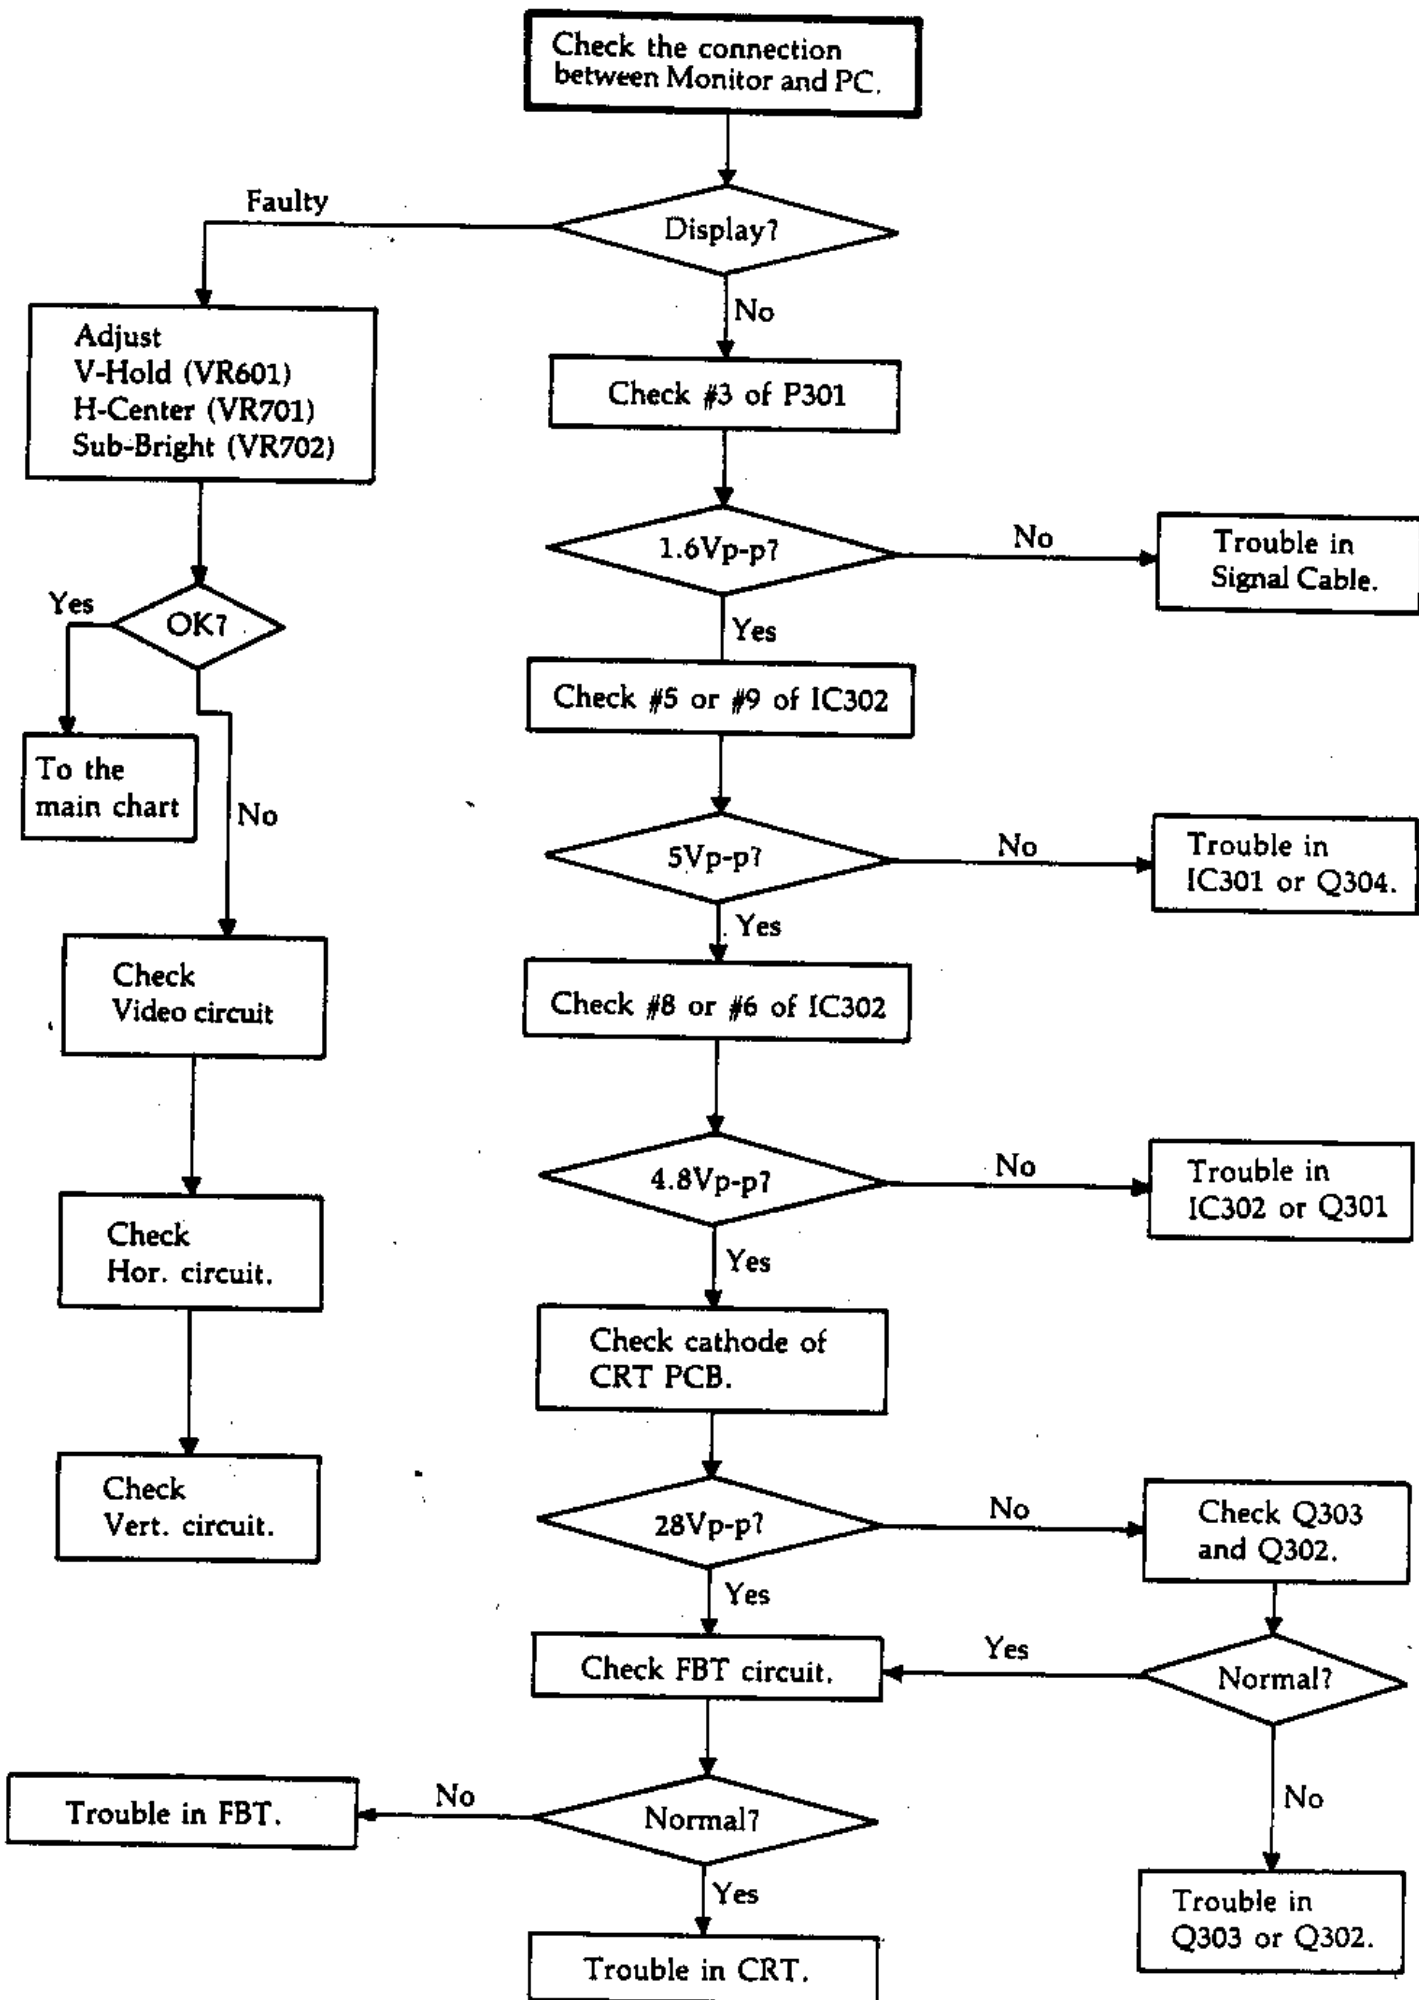 Check the connection
between Monitor and PC.
Faulty
Display?
No
Adjust
V-Hold (VR601)
H-Center (VR701)
Sub-Bright (VR702)
Check #3 of P301
1.6Vp-p?
No
Trouble in
Signal Cable.
Yes
OK?
Yes
Check #5 or #9 of IC302
To the
main chart
No
5Vp-p?
No
Trouble in
IC301 or Q304.
Yes
Check
Video circuit
Check #8 or #6 of IC302
4.8Vp-p?
No
Trouble in
IC302 or Q301
Yes
Check
Hor. circuit.
Check cathode of
CRT PCB.
Check
Vert. circuit.
28Vp-p?
No
Check Q303
and Q302.
Yes
Check FBT circuit.
Yes
Normal?
No
Trouble in FBT.
No
Normal?
Yes
Trouble in
Q303 or Q302.
Trouble in CRT.